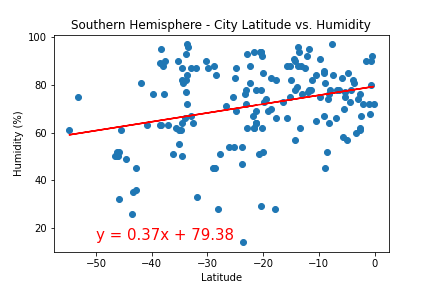 Southern Hemisphere - City Latitude vs. Humidity
100
80
60
40
20
Humidity (%)
y = 0.37x + 79.38
−50 −40 −30 −20 −10 0
Latitude